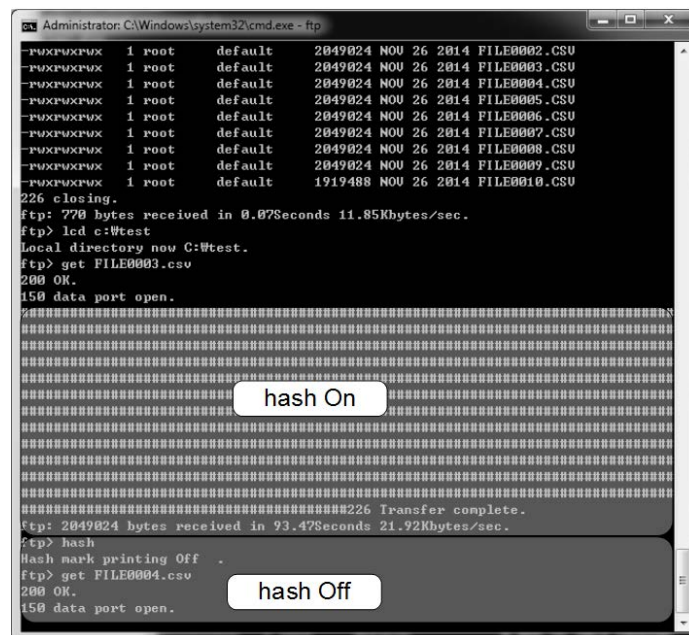 Administrator: C:\Windows\system32\cmd.exe - ftp
-rwxrwxrwx 1 root default 2049024 NOV 26 2014 FILE0002.CSV
-rwxrwxrwx 1 root default 2049024 NOV 26 2014 FILE0003.CSV
-rwxrwxrwx 1 root default 2049024 NOV 26 2014 FILE0004.CSV
-rwxrwxrwx 1 root default 2049024 NOV 26 2014 FILE0005.CSV
-rwxrwxrwx 1 root default 2049024 NOV 26 2014 FILE0006.CSV
-rwxrwxrwx 1 root default 2049024 NOV 26 2014 FILE0007.CSV
-rwxrwxrwx 1 root default 2049024 NOV 26 2014 FILE0008.CSV
-rwxrwxrwx 1 root default 2049024 NOV 26 2014 FILE0009.CSV
-rwxrwxrwx 1 root default 1919488 NOV 26 2014 FILE0010.CSV
226 closing.
ftp: 770 bytes received in 0.07Seconds 11.85Kbytes/sec.
ftp> lcd c:₩test
Local directory now C:₩test.
ftp> get FILE0003.csv
200 OK.
150 data port open.
hash On
226 Transfer complete.
ftp: 2049024 bytes received in 93.47Seconds 21.92Kbytes/sec.
ftp> hash
Hash mark printing Off .
ftp> get FILE0004.csv
200 OK.
150 data port open.
hash Off